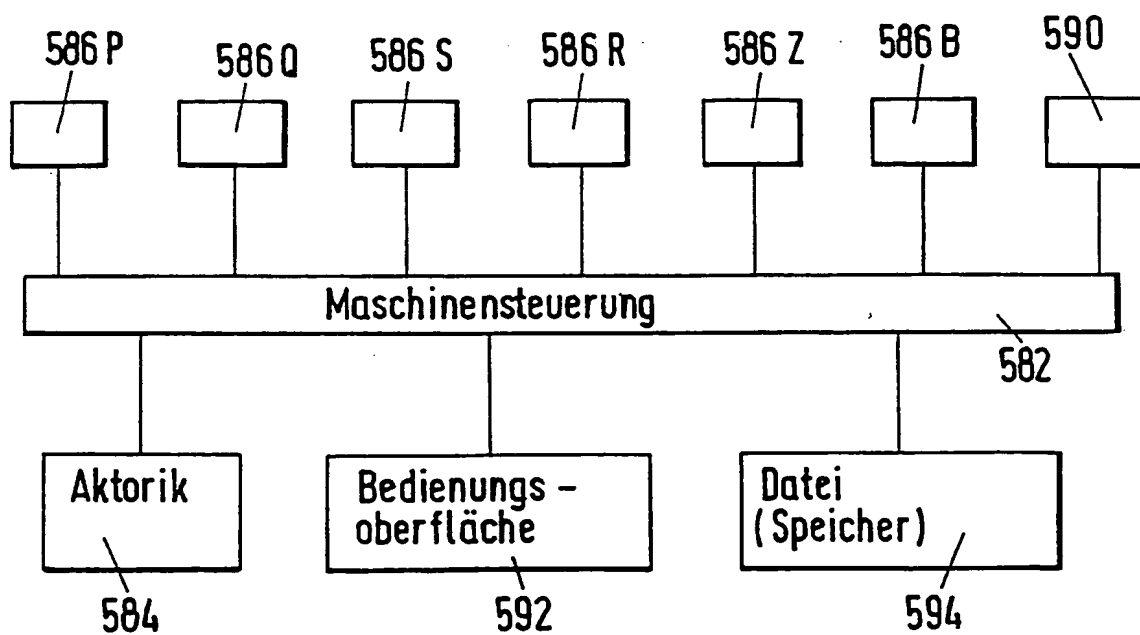 586 P
586 Q
586 S
586 R
586 Z
586 B
590
Maschinensteuerung
582
Aktorik
Bedienungs-
oberfläche
Datei
(Speicher)
584
592
594